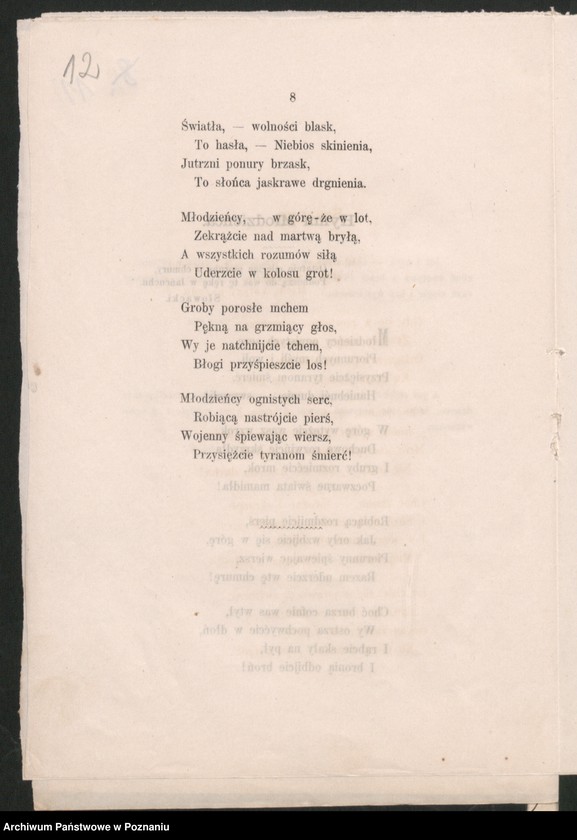 12
8
Światła, — wolności blask,
To hasła, — Niebios skinienia,
Jutrzni ponury brzask,
To słońca jaskrawe drgnienia.
Młodzieńcy, — w górę-że w lot,
Zekrążcie nad martwą bryłą,
A wszystkich rozumów siłą
Uderzcie w kolosu grot!
Groby porosłe mchem
Pękną na grzmiący głos,
Wy je natchnijcie tchem,
Błogi przyśpieszcie los!
Młodzieńcy ognistych serc,
Robiącą nastrójcie pierś,
Wojenny śpiewając wiersz,
Przysiężcie tyranom śmierć!
Archiwum Państwowe w Poznaniu